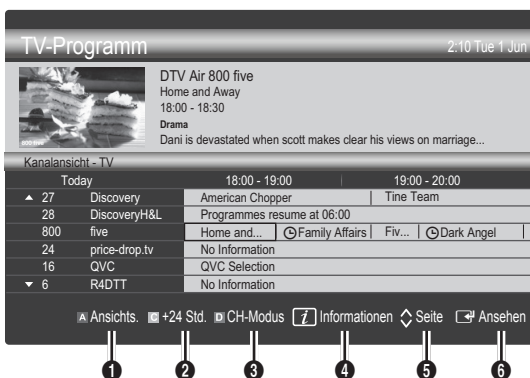 TV-Programm 2:10 Tue 1 Jun
DTV Air 800 five
Home and Away
18:00 - 18:30
Drama
Dani is devastated when scott makes clear his views on marriage...
800 five
Kanalansicht - TV
Today 18:00 - 19:00 19:00 - 20:00
▲ 27 Discovery American Chopper Tine Team
28 DiscoveryH&L Programmes resume at 06:00
800 five Home and... Family Affairs Fiv... Dark Angel
24 price-drop.tv No Information
16 QVC QVC Selection
▼ 6 R4DTT No Information
A Ansichts. C +24 Std. D CH-Modus i Informationen Seite Ansehen
1 2 3 4 5 6